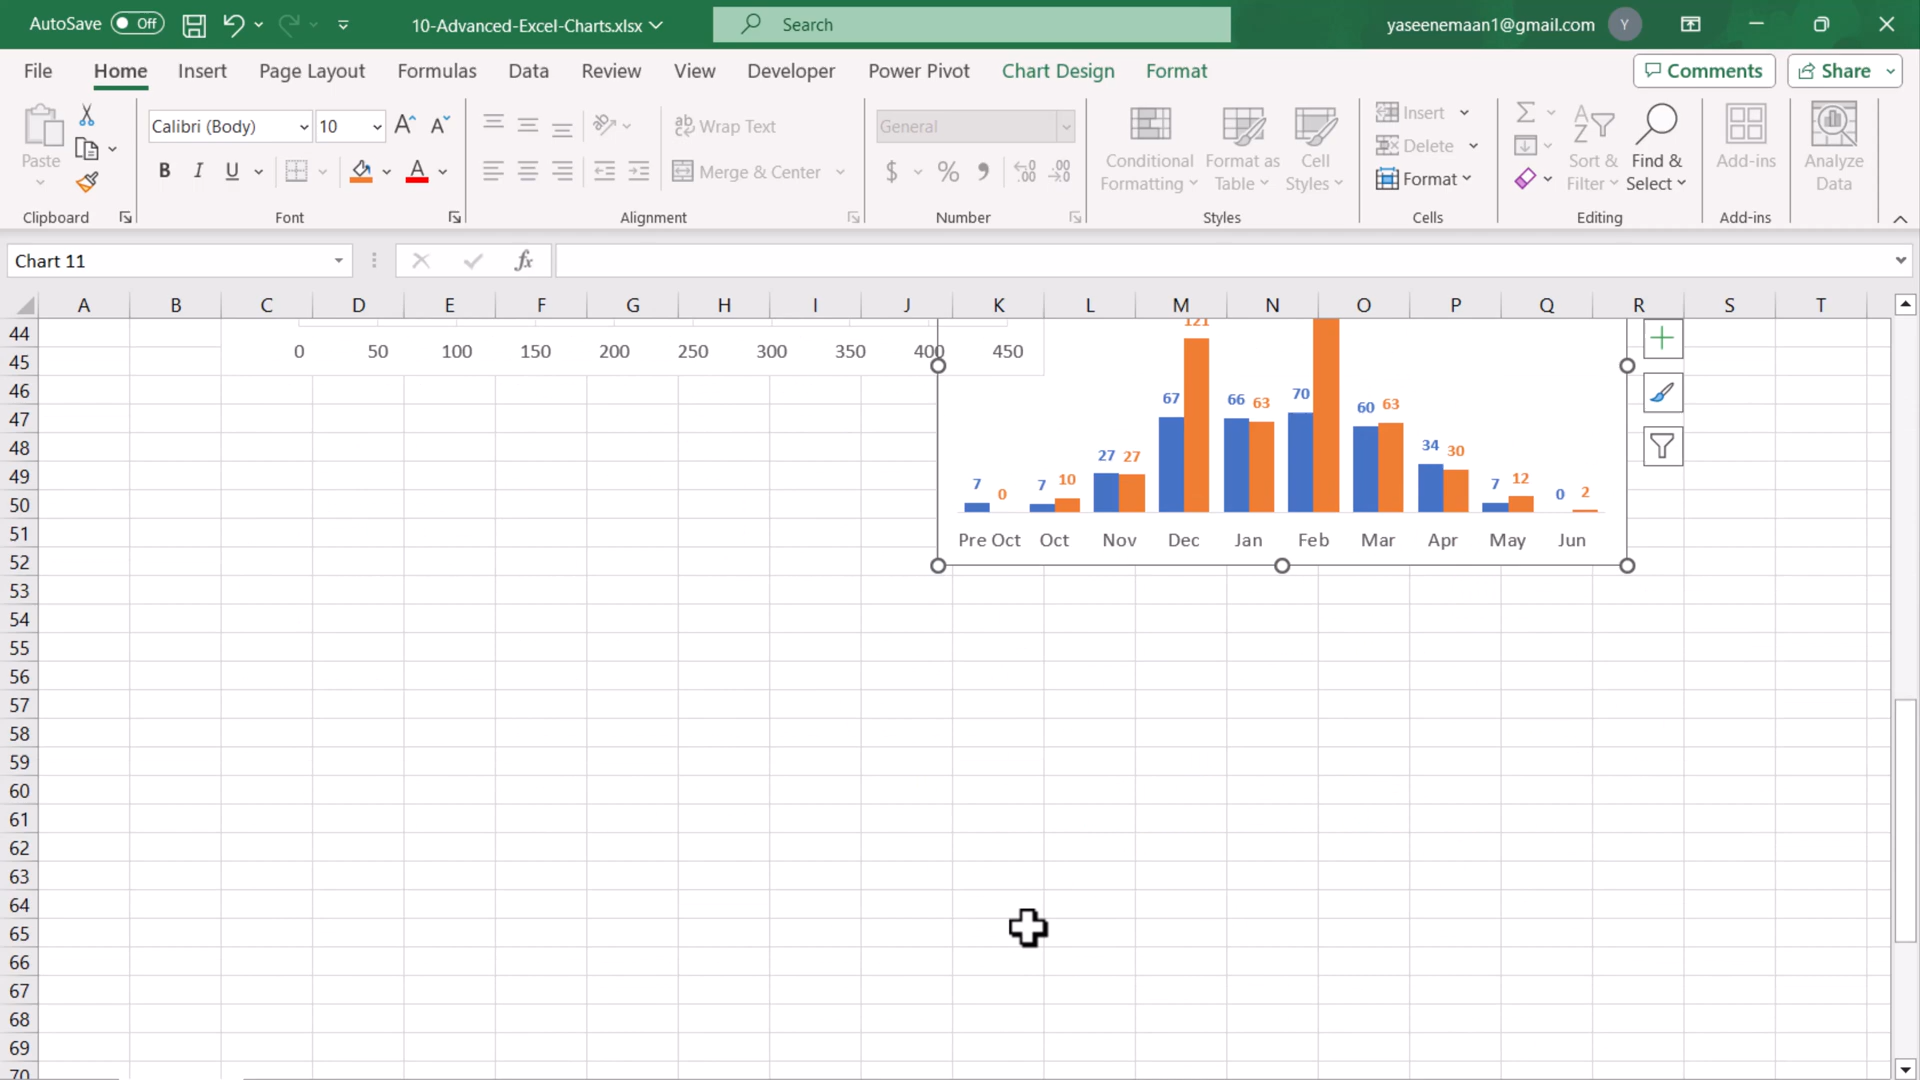 AutoSave Off 10-Advanced-Excel-Charts.xlsx Search yaseenemaan1@gmail.com Y
File Home Insert Page Layout Formulas Data Review View Developer Power Pivot Chart Design Format Comments Share
Paste
Clipboard
Calibri (Body) 10
B I U A
Font
ab Wrap Text
Merge & Center
Alignment
General
$ % 9 .00
Number
Conditional Formatting
Format as Table
Cell Styles
Styles
Insert
Delete
Format
Cells
Sort & Filter
Find & Select
Editing
Add-ins
Add-ins
Analyze Data
Chart 11 fx
A B C D E F G H I J K L M N O P Q R S T
44
45
46
47
48
49
50
51
52
53
54
55
56
57
58
59
60
61
62
63
64
65
66
67
68
69
70
0 50 100 150 200 250 300 350 400 450
121
67 66 63 70 60 63
27 27 34 30
7 0 7 10 7 12 0 2
Pre Oct Oct Nov Dec Jan Feb Mar Apr May Jun